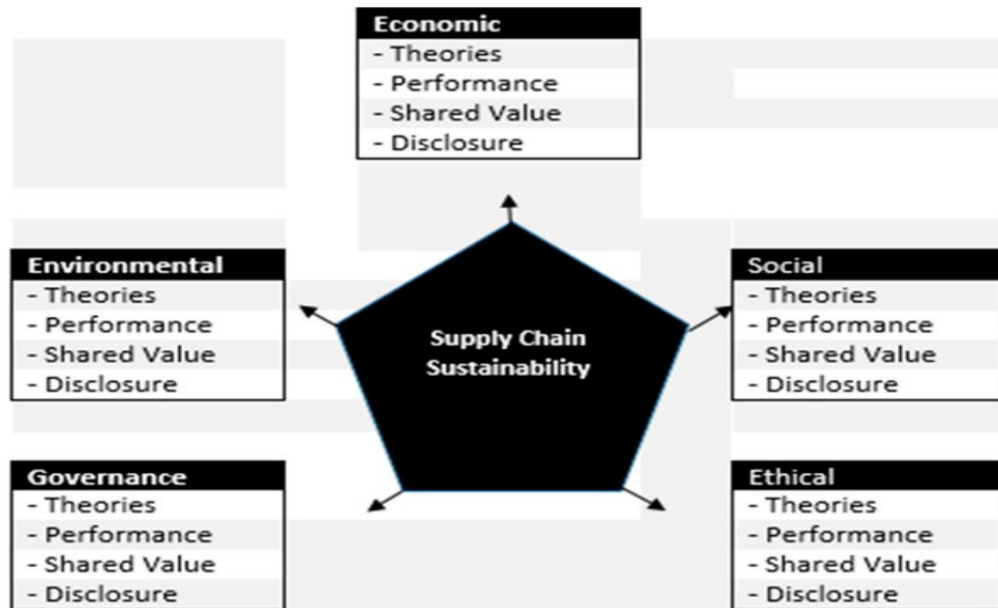 Economic
- Theories
- Performance
- Shared Value
- Disclosure
Environmental
- Theories
- Performance
- Shared Value
- Disclosure
Supply Chain
Sustainability
Social
- Theories
- Performance
- Shared Value
- Disclosure
Governance
- Theories
- Performance
- Shared Value
- Disclosure
Ethical
- Theories
- Performance
- Shared Value
- Disclosure